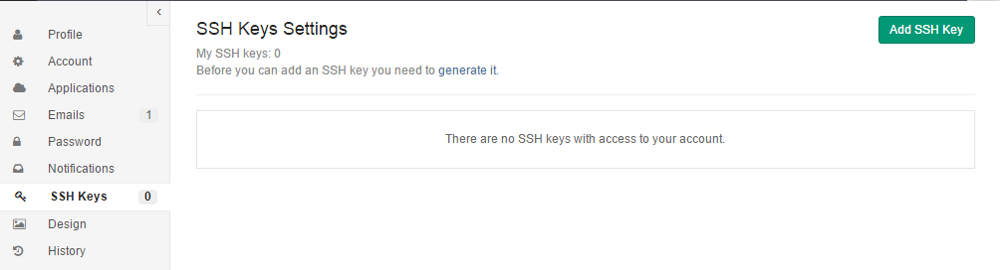 Profile
Account
Applications
Emails 1
Password
Notifications
SSH Keys 0
Design
History
SSH Keys Settings
Add SSH Key
My SSH keys: 0
Before you can add an SSH key you need to generate it.
There are no SSH keys with access to your account.